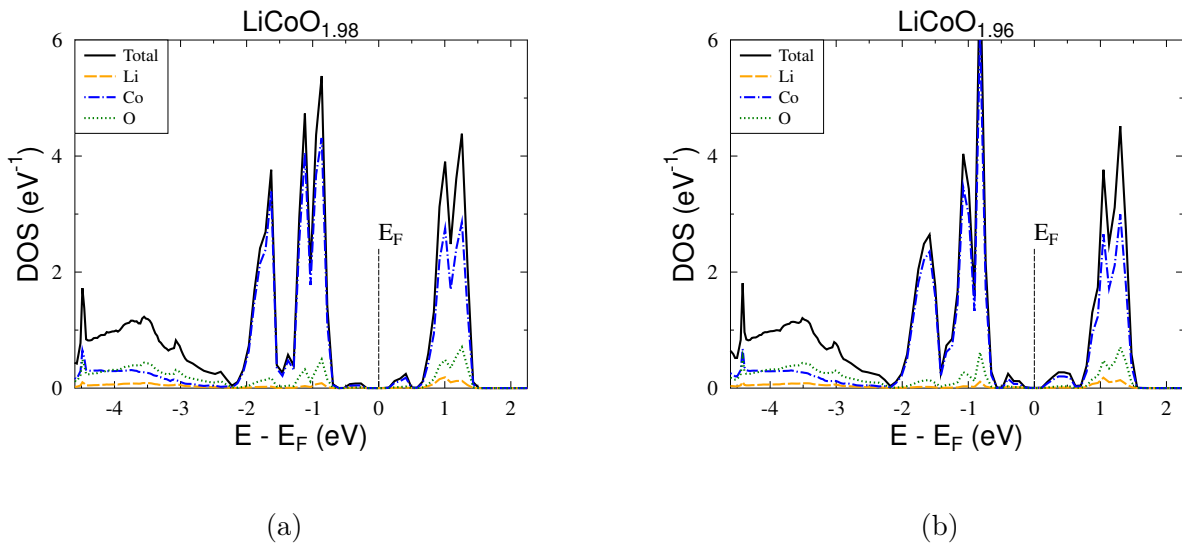 LiCoO1.98
6
4
2
0
DOS (eV-1)
Total
Li
Co
O
EF
-4 -3 -2 -1 0 1 2
E - EF (eV)
(a)
LiCoO1.96
6
4
2
0
DOS (eV-1)
Total
Li
Co
O
EF
-4 -3 -2 -1 0 1 2
E - EF (eV)
(b)